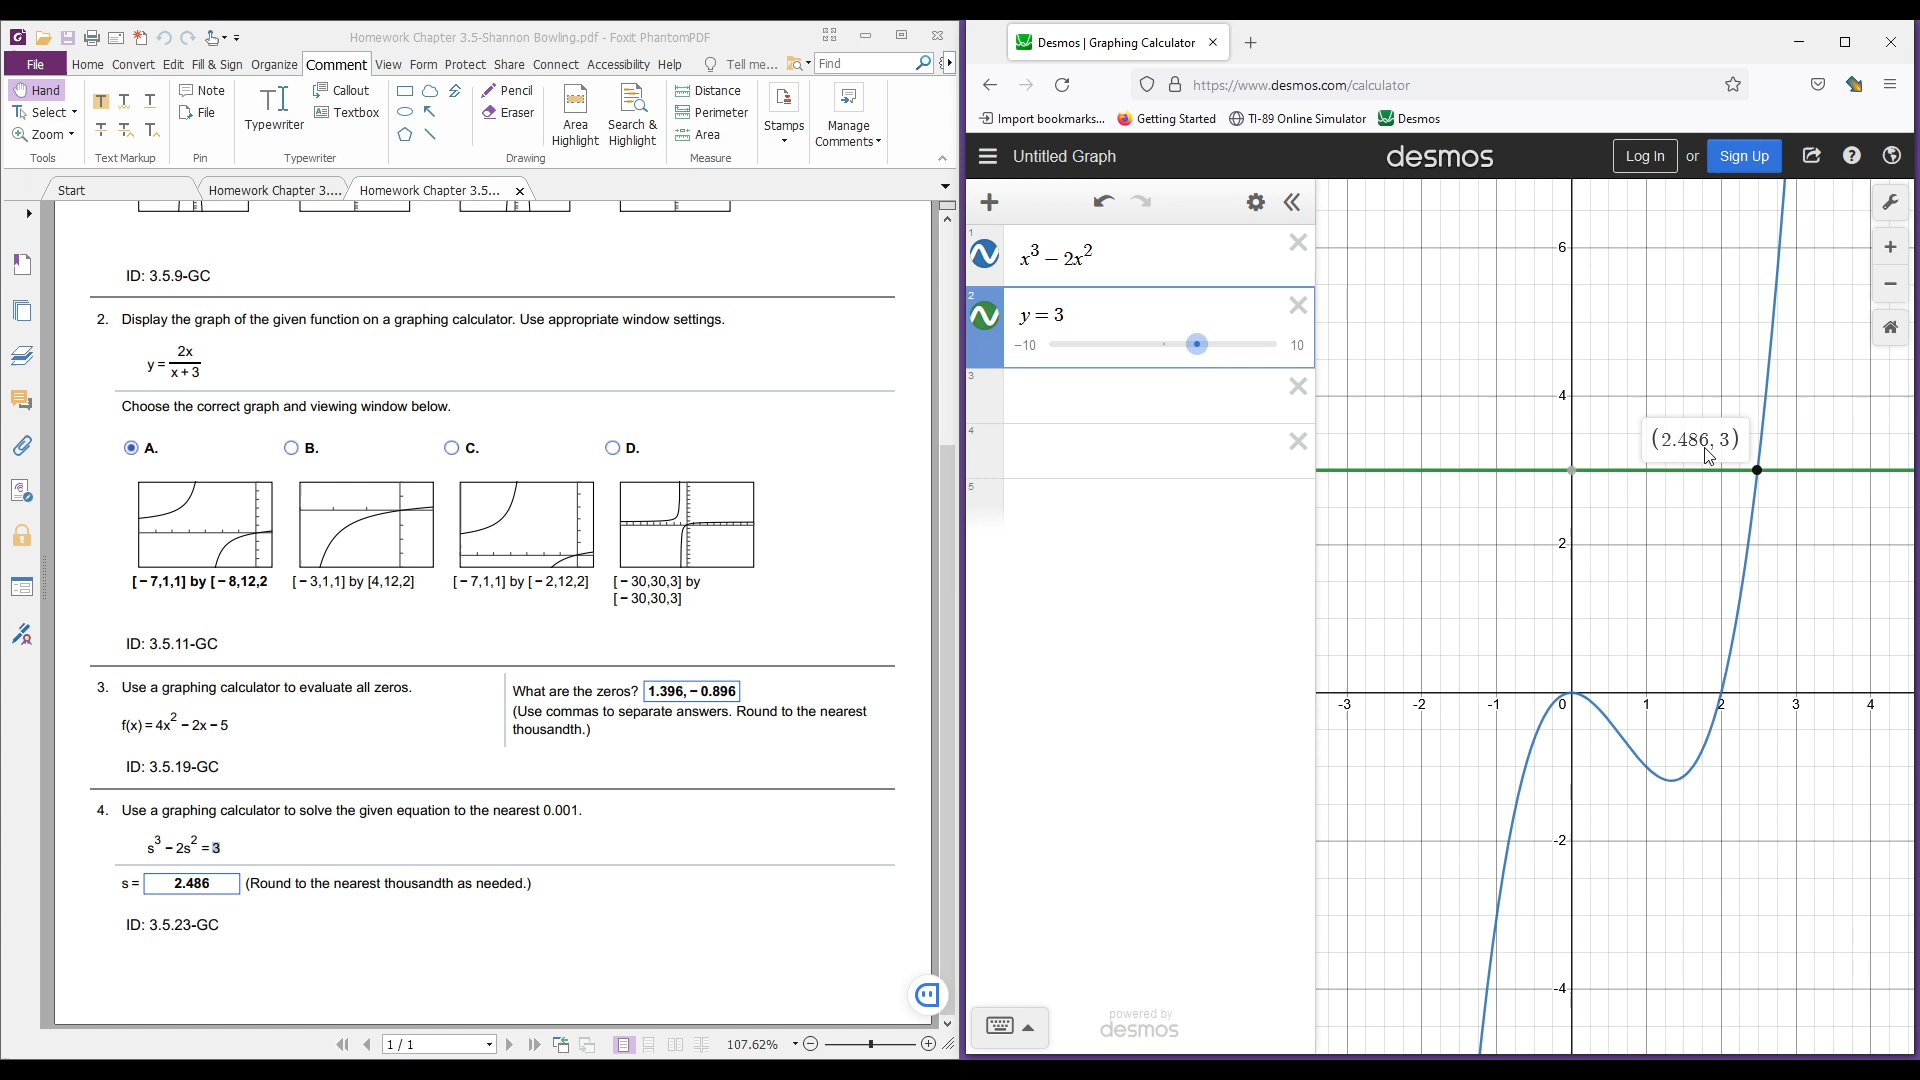 Homework Chapter 3.5-Shannon Bowling.pdf - Foxit PhantomPDF
File Home Convert Edit Fill & Sign Organize Comment View Form Protect Share Connect Accessibility Help Tell me... Find
Hand
Select
Zoom
Tools
Text Markup
Note
File
Pin
Typewriter
Callout
Textbox
Typewriter
Pencil
Eraser
Area Highlight
Search & Highlight
Drawing
Distance
Perimeter
Area
Measure
Stamps
Manage Comments
Start
Homework Chapter 3....
Homework Chapter 3.5...
ID: 3.5.9-GC
2. Display the graph of the given function on a graphing calculator. Use appropriate window settings.
y = 2x / x + 3
Choose the correct graph and viewing window below.
A. B. C. D.
[ - 7,1,1] by [ - 8,12,2
[ - 3,1,1] by [4,12,2]
[ - 7,1,1] by [ - 2,12,2]
[ - 30,30,3] by
[ - 30,30,3]
ID: 3.5.11-GC
3. Use a graphing calculator to evaluate all zeros.
f(x) = 4x² - 2x - 5
What are the zeros? 1.396, - 0.896
(Use commas to separate answers. Round to the nearest
thousandth.)
ID: 3.5.19-GC
4. Use a graphing calculator to solve the given equation to the nearest 0.001.
s³ - 2s² = 3
s = 2.486 (Round to the nearest thousandth as needed.)
ID: 3.5.23-GC
1 / 1
107.62%
Desmos | Graphing Calculator
https://www.desmos.com/calculator
Import bookmarks... Getting Started TI-89 Online Simulator Desmos
Untitled Graph
desmos
Log In or Sign Up
1
x³ - 2x²
2
y = 3
-10 10
3
4
5
powered by
desmos
6
4
(2.486, 3)
2
-3 -2 -1 0 1 2 3 4
-2
-4